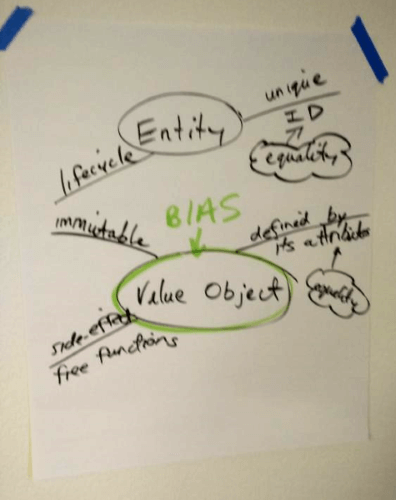 unique
ID
Entity
equality
lifecycle
BIAS
immutable
defined by
its attributes
Value Object
equality
side-effect
free functions